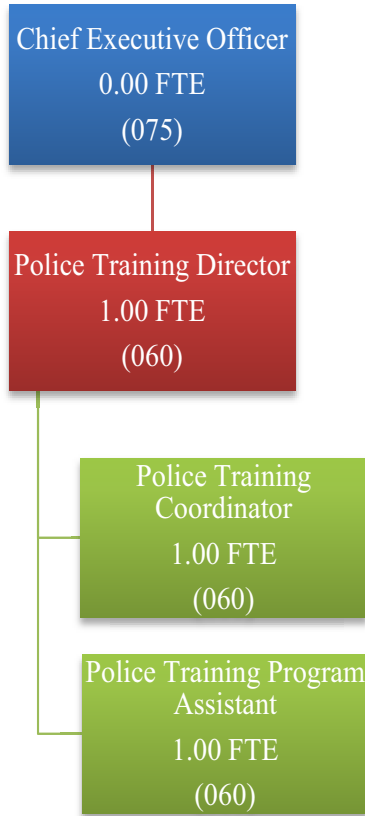 Chief Executive Officer
0.00 FTE
(075)
Police Training Director
1.00 FTE
(060)
Police Training
Coordinator
1.00 FTE
(060)
Police Training Program
Assistant
1.00 FTE
(060)